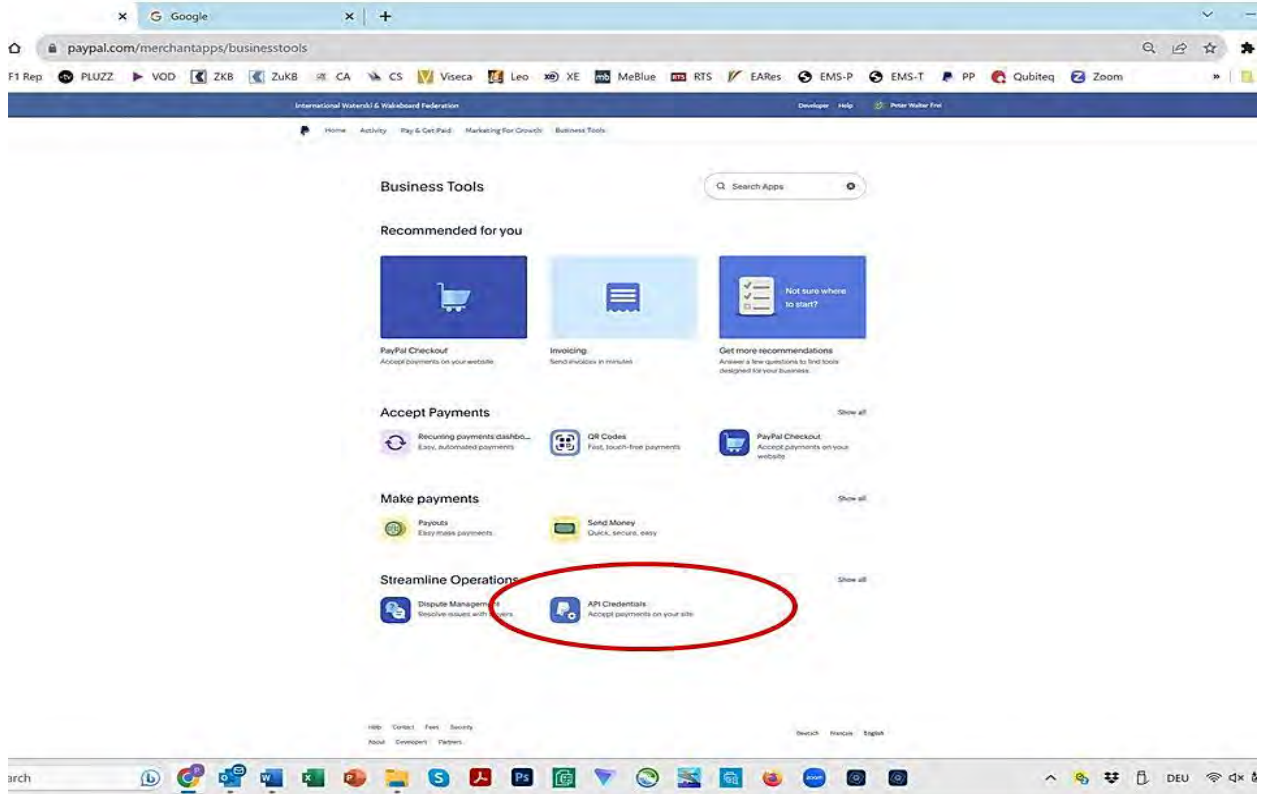 Google
paypal.com/merchantapps/businesstools
F1 Rep PLUZZ VOD ZKB ZuKB CA CS Viseca Leo XE MeBlue RTS EARes EMS-P EMS-T PP Qubiteq Zoom »
International Waterski & Wakeboard Federation Developer Help Peter Walter Frei
Home Activity Pay & Get Paid Marketing For Growth Business Tools
Business Tools Search Apps
Recommended for you
Not sure where
to start?
PayPal Checkout Invoicing Get more recommendations
Accept payments on your website Send invoices in minutes Answer a few questions to find tools
designed for your business
Accept Payments Show all
Recurring payments dashbo... QR Codes PayPal Checkout
Easy, automated payments Fast, touch-free payments Accept payments on your
website
Make payments Show all
Payouts Send Money
Easy mass payments Quick, secure, easy
Streamline Operations Show all
Dispute Management API Credentials
Resolve issues with buyers Accept payments on your site
Help Contact Fees Security
Deutsch Français English
About Developers Partners
arch DEU